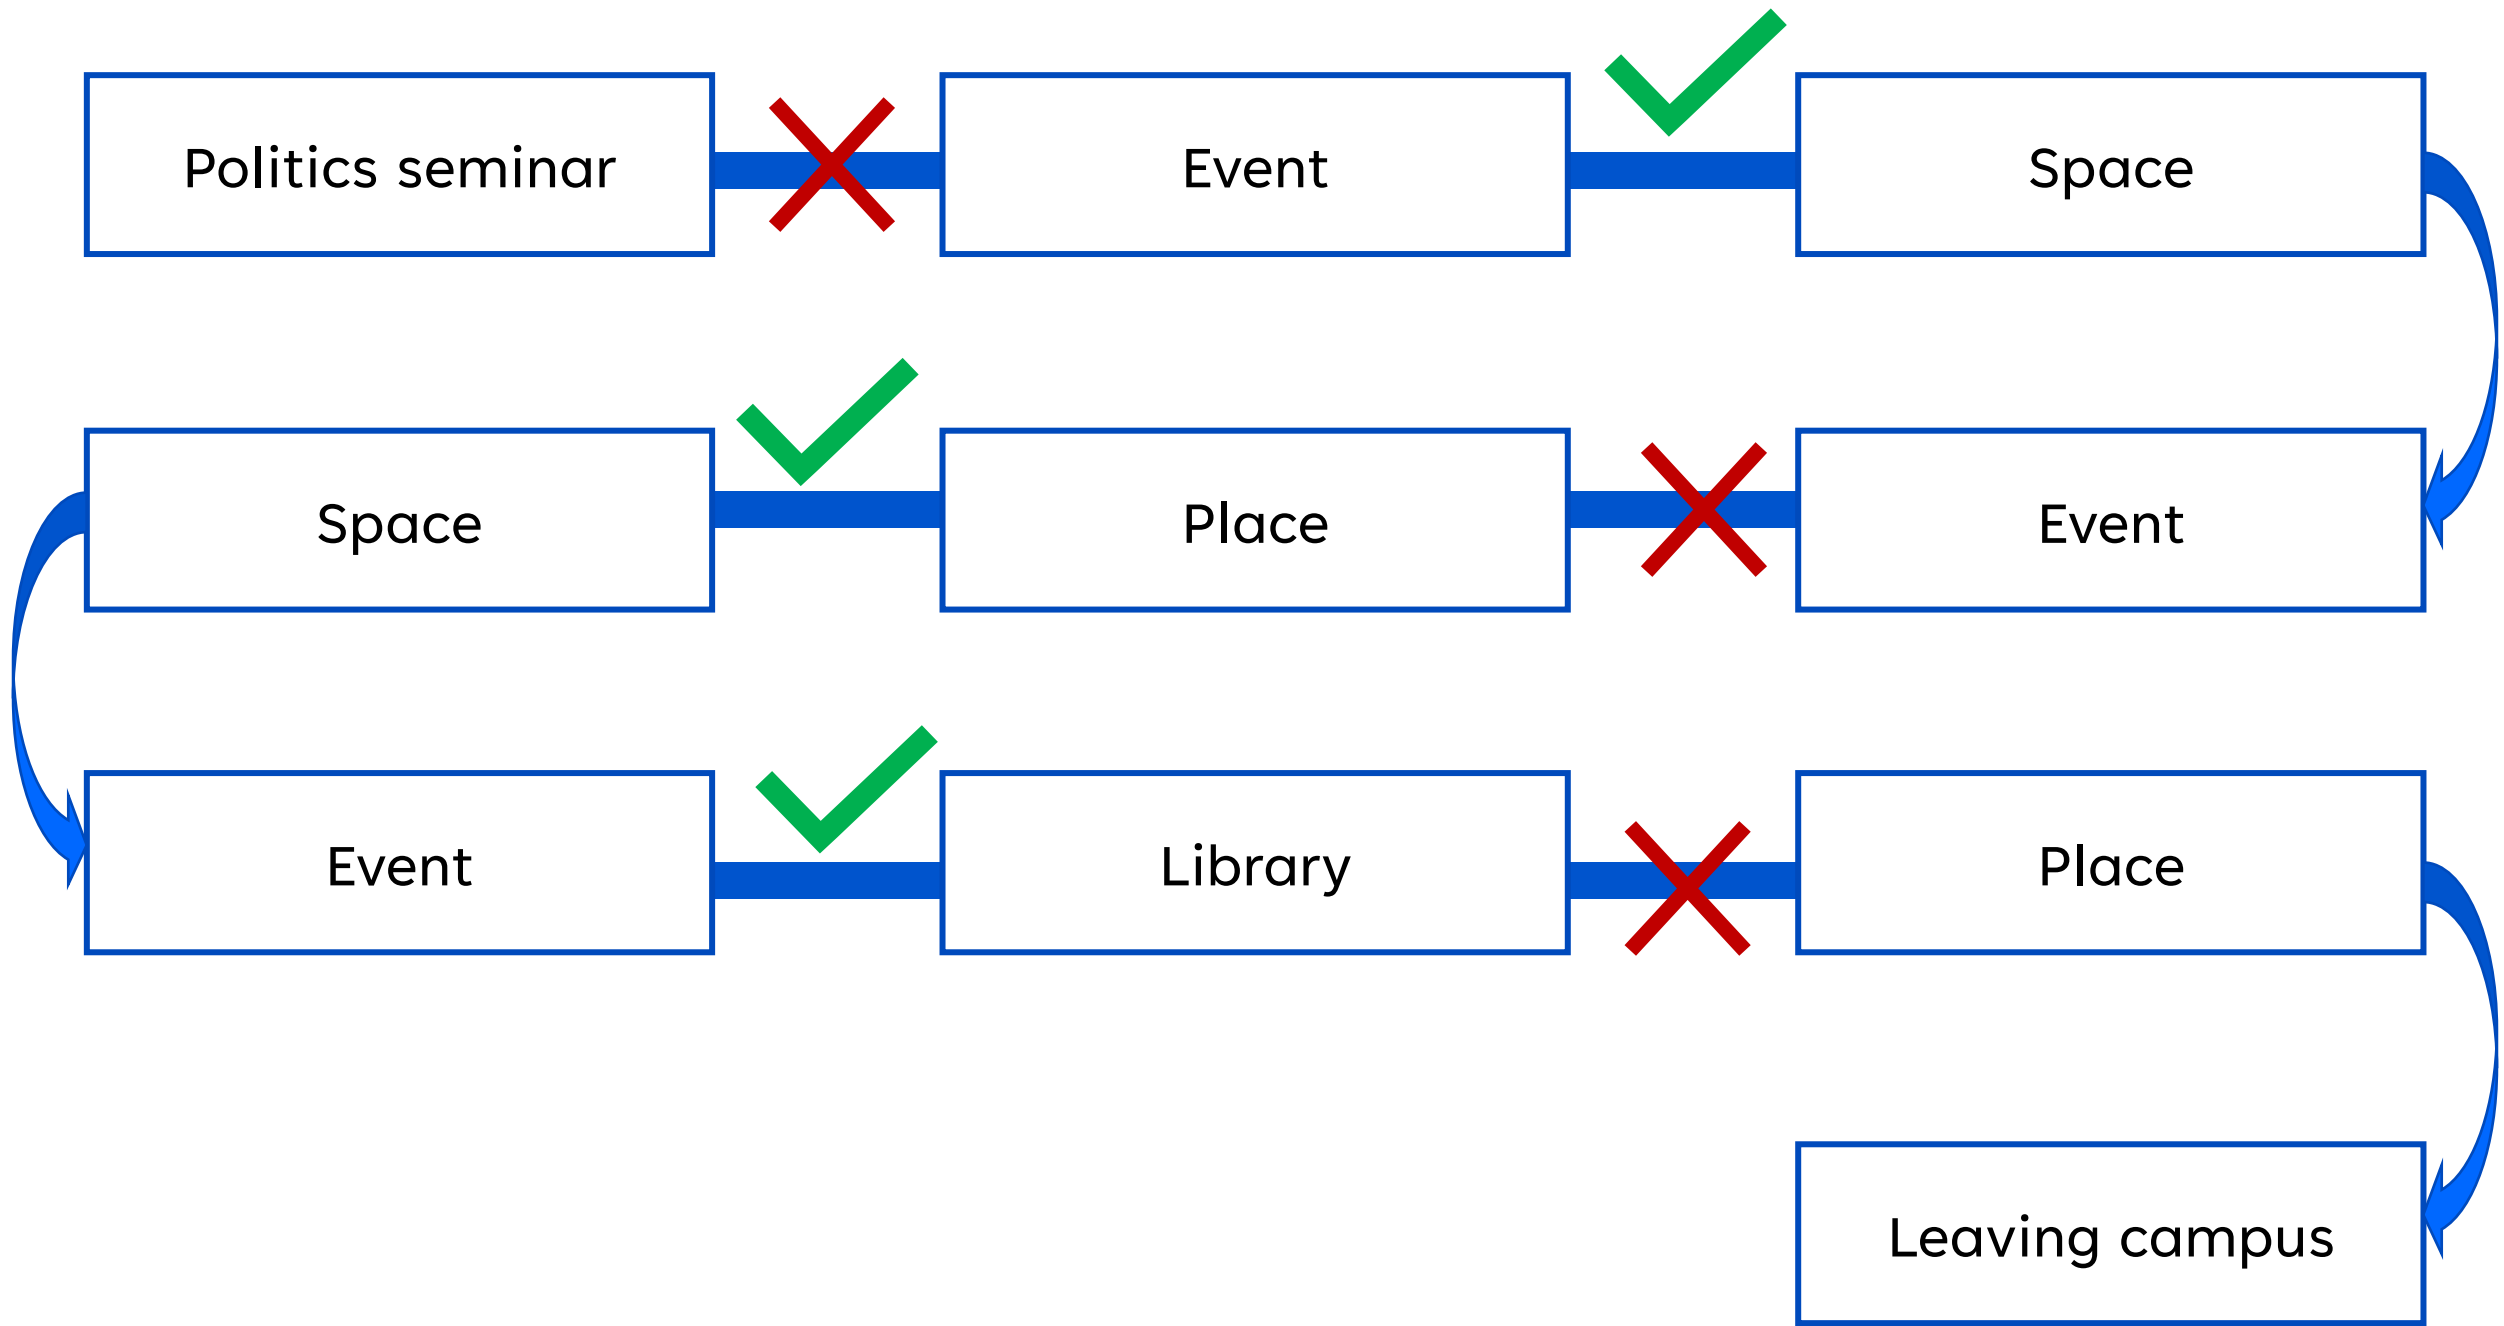 Politics seminar
Event
Space
Space
Place
Event
Event
Library
Place
Leaving campus